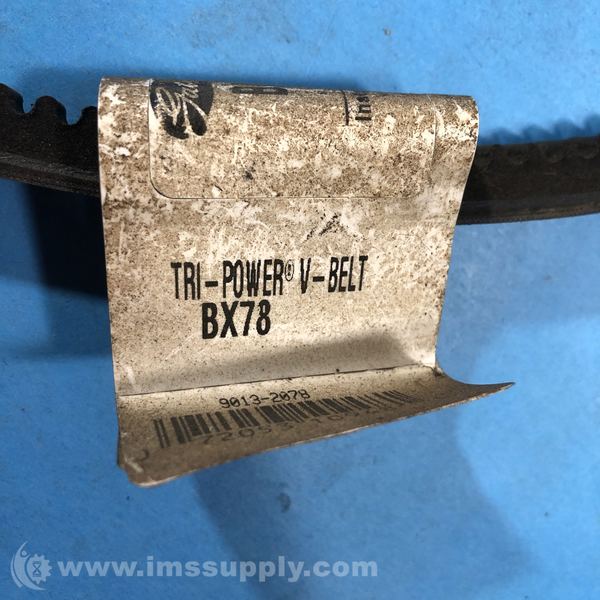 TRI-POWER® V-BELT
BX78
9013-2078
www.imssupply.com